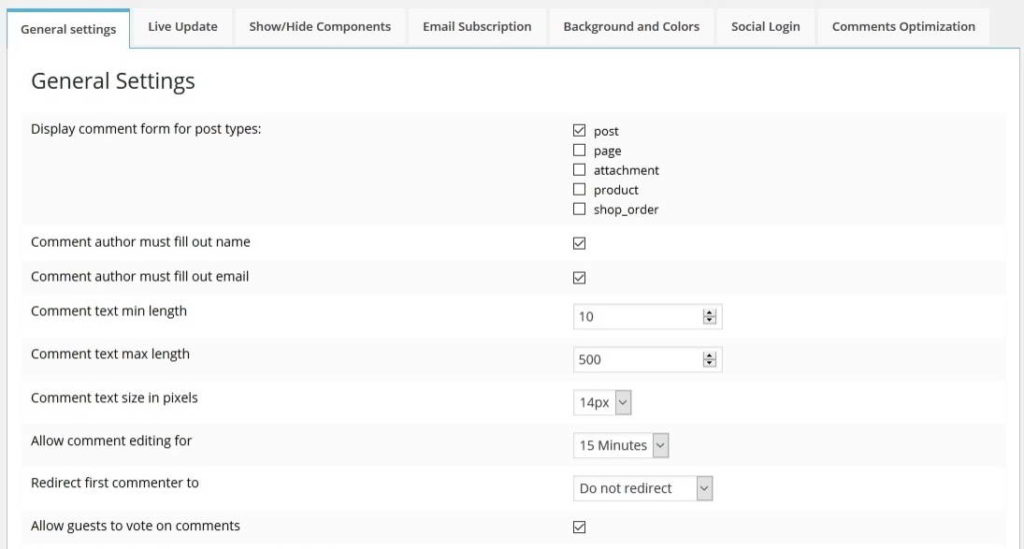 General settings Live Update Show/Hide Components Email Subscription Background and Colors Social Login Comments Optimization
General Settings
Display comment form for post types:
post
page
attachment
product
shop_order
Comment author must fill out name
Comment author must fill out email
Comment text min length 10
Comment text max length 500
Comment text size in pixels 14px
Allow comment editing for 15 Minutes
Redirect first commenter to Do not redirect
Allow guests to vote on comments